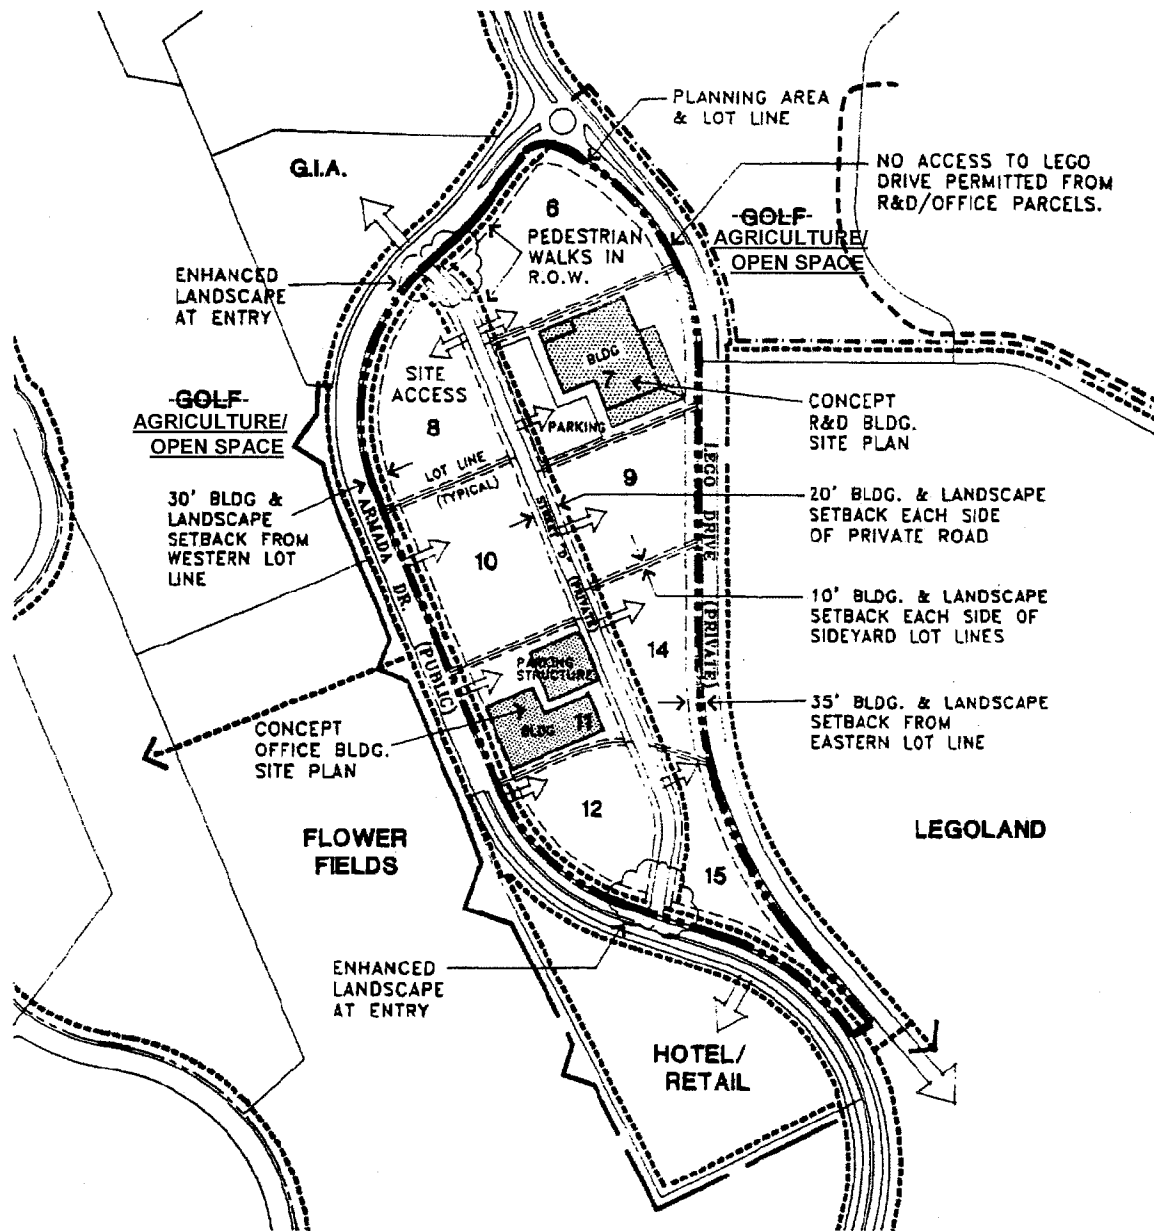 PLANNING AREA
& LOT LINE
G.I.A.
NO ACCESS TO LEGO
DRIVE PERMITTED FROM
R&D/OFFICE PARCELS.
6
PEDESTRIAN
WALKS IN
R.O.W.
GOLF
AGRICULTURE/
OPEN SPACE
ENHANCED
LANDSCAPE
AT ENTRY
SITE
ACCESS
8
BLDG
7
PARKING
CONCEPT
R&D BLDG.
SITE PLAN
GOLF
AGRICULTURE/
OPEN SPACE
LOT LINE
(TYPICAL)
9
30' BLDG &
LANDSCAPE
SETBACK FROM
WESTERN LOT
LINE
ARMADA DR. (PUBLIC)
10
(PRIVATE)
LEGO DRIVE (PRIVATE)
20' BLDG. & LANDSCAPE
SETBACK EACH SIDE
OF PRIVATE ROAD
10' BLDG. & LANDSCAPE
SETBACK EACH SIDE OF
SIDEYARD LOT LINES
14
PARKING
STRUCTURE
BLDG.
11
35' BLDG. & LANDSCAPE
SETBACK FROM
EASTERN LOT LINE
CONCEPT
OFFICE BLDG.
SITE PLAN
12
FLOWER
FIELDS
LEGOLAND
15
ENHANCED
LANDSCAPE
AT ENTRY
HOTEL/
RETAIL